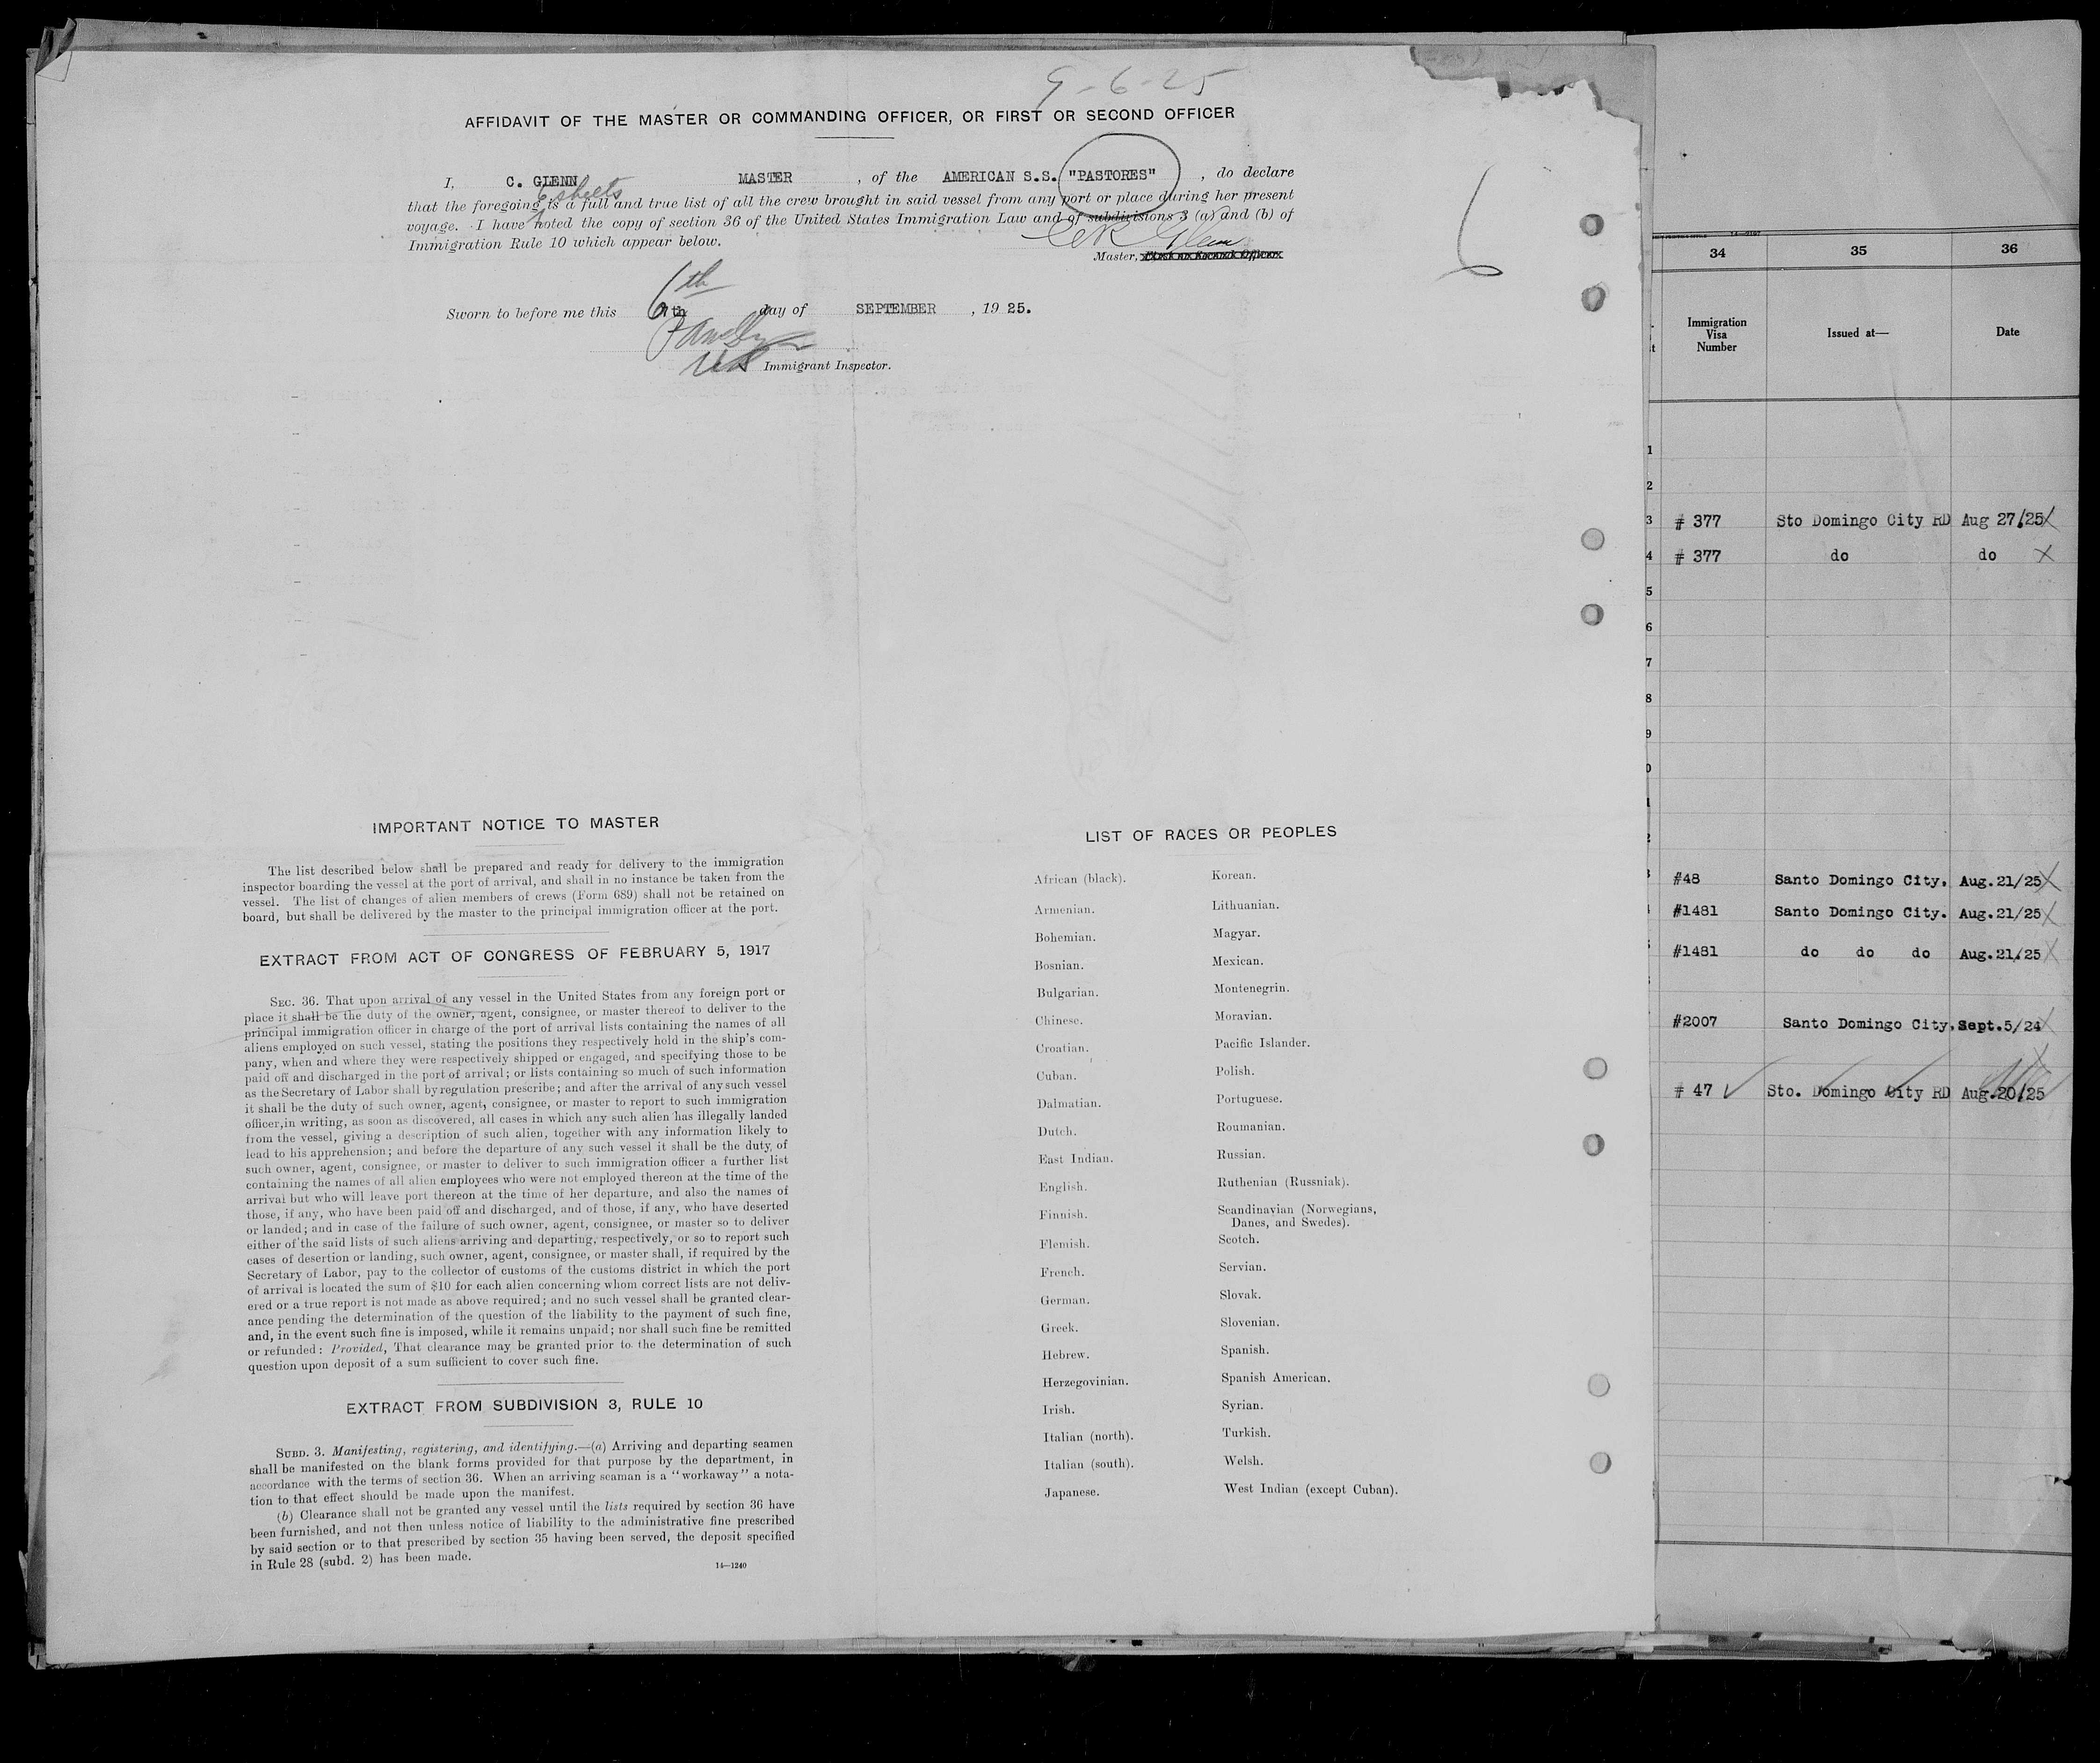 9-6-25
AFFIDAVIT OF THE MASTER OR COMMANDING OFFICER, OR FIRST OR SECOND OFFICER
I, C. GLENN MASTER, of the AMERICAN S.S. "PASTORES", do declare
6 sheets
that the foregoing is a full and true list of all the crew brought in said vessel from any port or place during her present
voyage. I have noted the copy of section 36 of the United States Immigration Law and of subdivisions 3 (a) and (b) of
Immigration Rule 10 which appear below.
Glenn
Master, First or Second Officer
6
6th
Sworn to before me this day of SEPTEMBER, 1925.
Immigrant Inspector.
IMPORTANT NOTICE TO MASTER
The list described below shall be prepared and ready for delivery to the immigration
inspector boarding the vessel at the port of arrival, and shall in no instance be taken from the
vessel. The list of changes of alien members of crews (Form 689) shall not be retained on
board, but shall be delivered by the master to the principal immigration officer at the port.
EXTRACT FROM ACT OF CONGRESS OF FEBRUARY 5, 1917
SEC. 36. That upon arrival of any vessel in the United States from any foreign port or
place it shall be the duty of the owner, agent, consignee, or master thereof to deliver to the
principal immigration officer in charge of the port of arrival lists containing the names of all
aliens employed on such vessel, stating the positions they respectively hold in the ship's com-
pany, when and where they were respectively shipped or engaged, and specifying those to be
paid off and discharged in the port of arrival; or lists containing so much of such information
as the Secretary of Labor shall by regulation prescribe; and after the arrival of any such vessel
it shall be the duty of such owner, agent, consignee, or master to report to such immigration
officer, in writing, as soon as discovered, all cases in which any such alien has illegally landed
from the vessel, giving a description of such alien, together with any information likely to
lead to his apprehension; and before the departure of any such vessel it shall be the duty of
such owner, agent, consignee, or master to deliver to such immigration officer a further list
containing the names of all alien employees who were not employed thereon at the time of the
arrival but who will leave port thereon at the time of her departure, and also the names of
those, if any, who have been paid off and discharged, and of those, if any, who have deserted
or landed; and in case of the failure of such owner, agent, consignee, or master so to deliver
either of the said lists of such aliens arriving and departing, respectively, or so to report such
cases of desertion or landing, such owner, agent, consignee, or master shall, if required by the
Secretary of Labor, pay to the collector of customs of the customs district in which the port
of arrival is located the sum of $10 for each alien concerning whom correct lists are not deliv-
ered or a true report is not made as above required; and no such vessel shall be granted clear-
ance pending the determination of the question of the liability to the payment of such fine,
and, in the event such fine is imposed, while it remains unpaid; nor shall such fine be remitted
or refunded: Provided, That clearance may be granted prior to the determination of such
question upon deposit of a sum sufficient to cover such fine.
EXTRACT FROM SUBDIVISION 3, RULE 10
SUBD. 3. Manifesting, registering, and identifying.—(a) Arriving and departing seamen
shall be manifested on the blank forms provided for that purpose by the department, in
accordance with the terms of section 36. When an arriving seaman is a "workaway" a nota-
tion to that effect should be made upon the manifest.
(b) Clearance shall not be granted any vessel until the lists required by section 36 have
been furnished, and not then unless notice of liability to the administrative fine prescribed
by said section or to that prescribed by section 35 having been served, the deposit specified
in Rule 28 (subd. 2) has been made.
14—1240
LIST OF RACES OR PEOPLES
African (black).
Armenian.
Bohemian.
Bosnian.
Bulgarian.
Chinese.
Croatian.
Cuban.
Dalmatian.
Dutch.
East Indian.
English.
Finnish.
Flemish.
French.
German.
Greek.
Hebrew.
Herzegovinian.
Irish.
Italian (north).
Italian (south).
Japanese.
Korean.
Lithuanian.
Magyar.
Mexican.
Montenegrin.
Moravian.
Pacific Islander.
Polish.
Portuguese.
Roumanian.
Russian.
Ruthenian (Russniak).
Scandinavian (Norwegians,
Danes, and Swedes).
Scotch.
Servian.
Slovak.
Slovenian.
Spanish.
Spanish American.
Syrian.
Turkish.
Welsh.
West Indian (except Cuban).
34 35 36
Immigration Visa Number Issued at— Date
1
2
3 # 377 Sto Domingo City RD Aug 27/25
4 # 377 do do
5
6
7
8
9
#48 Santo Domingo City. Aug.21/25
#1481 Santo Domingo City. Aug.21/25
#1481 do do do Aug.21/25
#2007 Santo Domingo City, Sept.5/24
# 47 Sto. Domingo City RD Aug.20/25